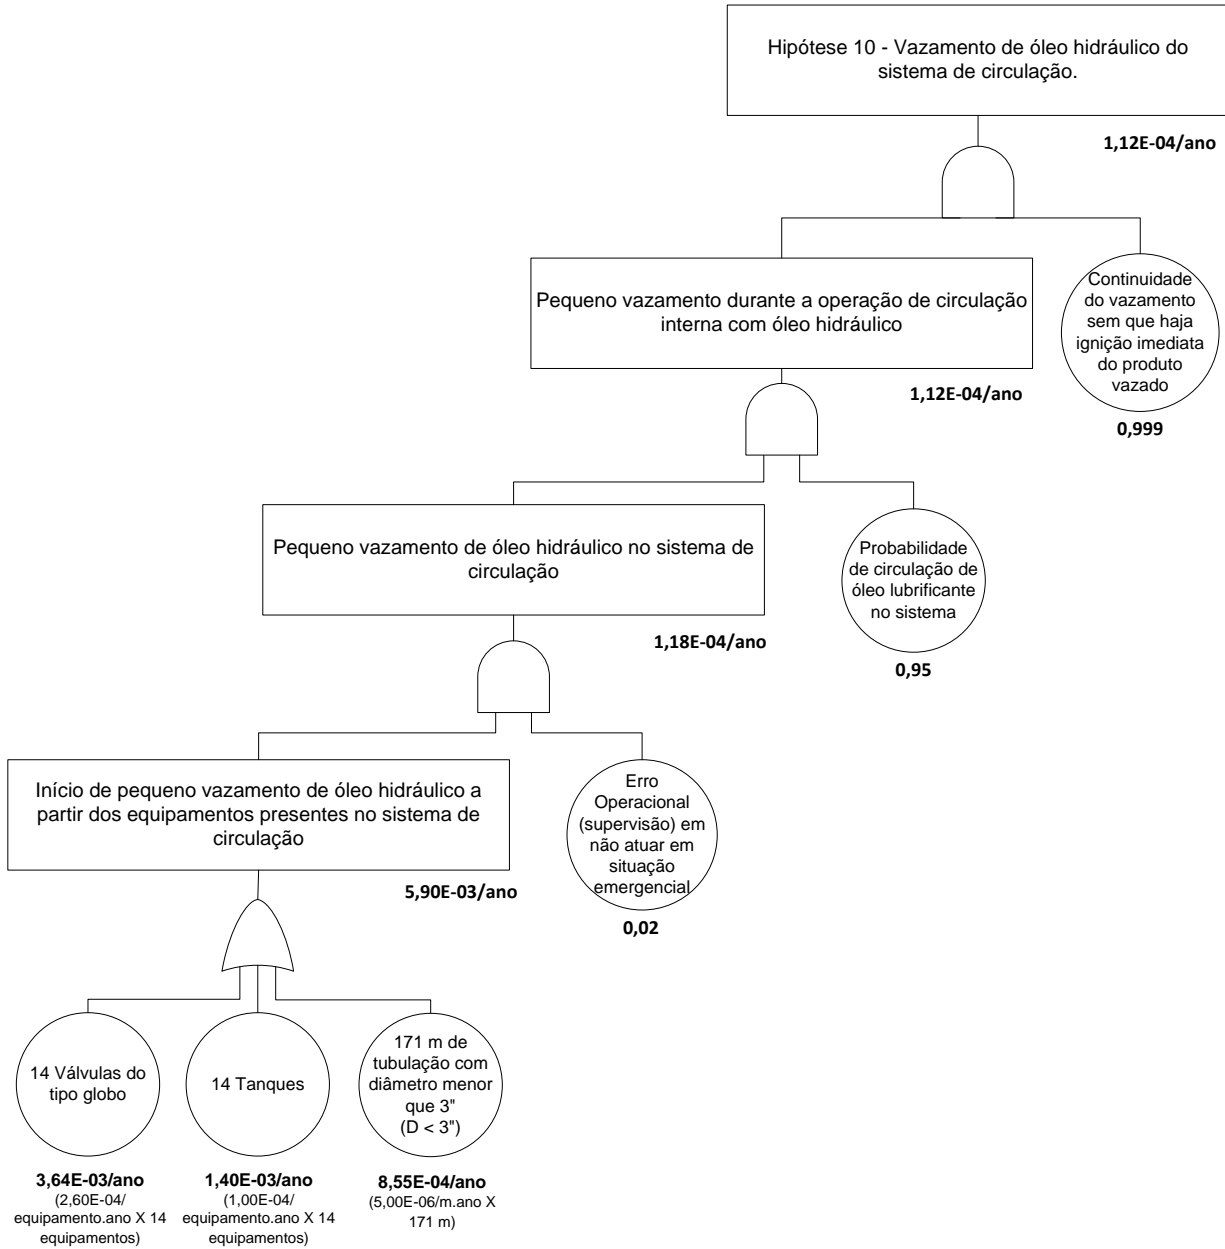 Hipótese 10 - Vazamento de óleo hidráulico do
sistema de circulação.
1,12E-04/ano
Pequeno vazamento durante a operação de circulação
interna com óleo hidráulico
1,12E-04/ano
Continuidade
do vazamento
sem que haja
ignição imediata
do produto
vazado
0,999
Pequeno vazamento de óleo hidráulico no sistema de
circulação
1,18E-04/ano
Probabilidade
de circulação de
óleo lubrificante
no sistema
0,95
Início de pequeno vazamento de óleo hidráulico a
partir dos equipamentos presentes no sistema de
circulação
5,90E-03/ano
Erro
Operacional
(supervisão) em
não atuar em
situação
emergencial
0,02
14 Válvulas do
tipo globo
3,64E-03/ano
(2,60E-04/
equipamento.ano X 14
equipamentos)
14 Tanques
1,40E-03/ano
(1,00E-04/
equipamento.ano X 14
equipamentos)
171 m de
tubulação com
diâmetro menor
que 3"
(D < 3")
8,55E-04/ano
(5,00E-06/m.ano X
171 m)